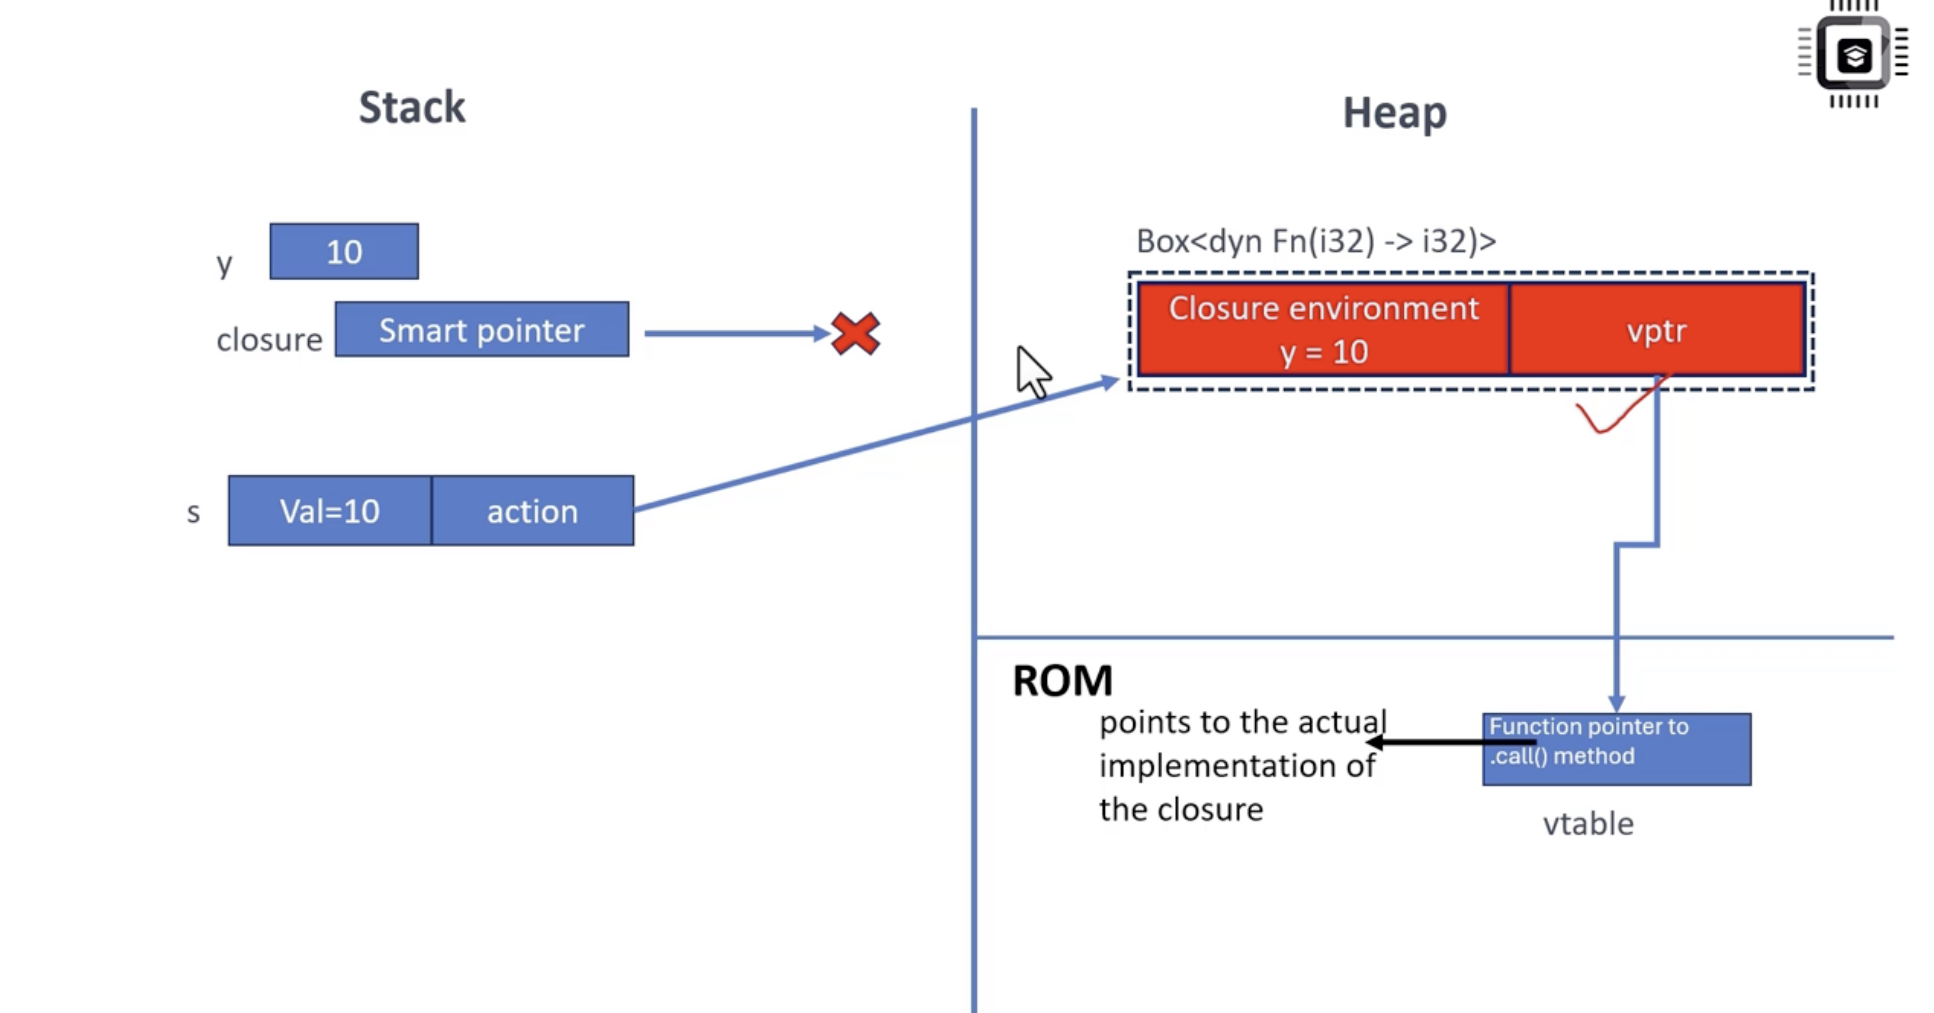 Stack
Heap
y
10
closure
Smart pointer
Box<dyn Fn(i32) -> i32)>
Closure environment
y = 10
vptr
s
Val=10
action
ROM
points to the actual
implementation of
the closure
Function pointer to
.call() method
vtable